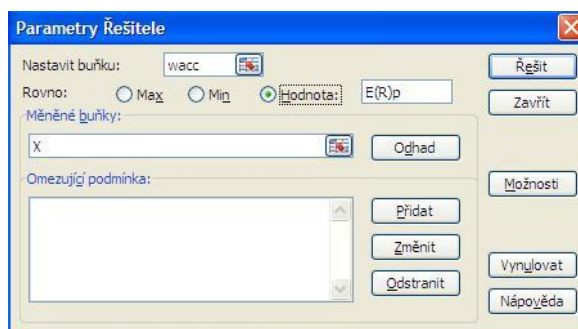 Parametry Řešitele
Nastavit buňku: wacc Řešit
Rovno: Max Min Hodnota: E(R)p Zavřít
Měněné buňky:
X Odhad
Omezující podmínka: Možnosti
Přidat
Změnit
Odstranit
Vynulovat
Nápověda